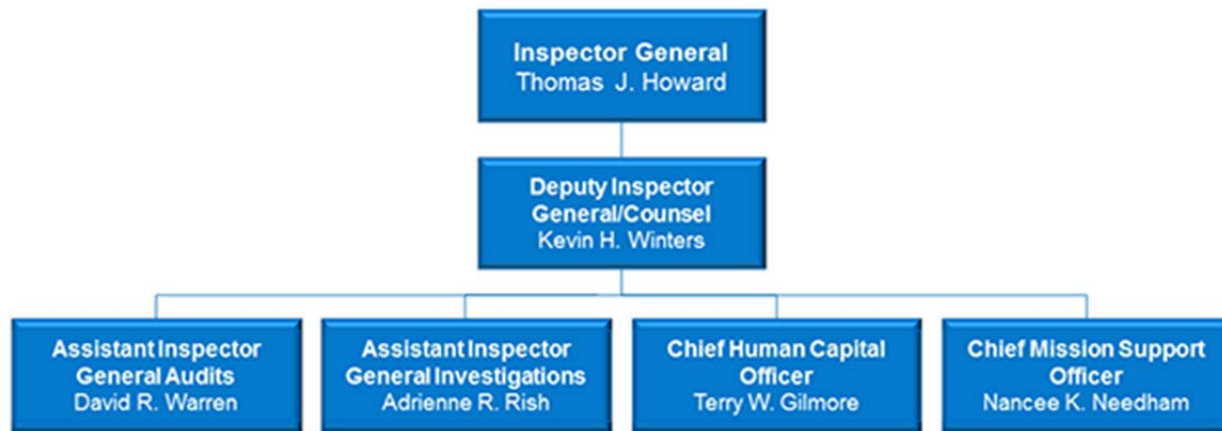 Inspector General
Thomas J. Howard
Deputy Inspector
General/Counsel
Kevin H. Winters
Assistant Inspector
General Audits
David R. Warren
Assistant Inspector
General Investigations
Adrienne R. Rish
Chief Human Capital
Officer
Terry W. Gilmore
Chief Mission Support
Officer
Nancee K. Needham